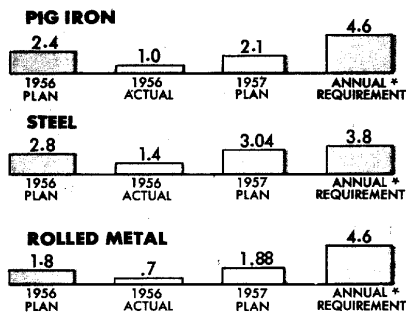 PIG IRON
2.4 1.0 2.1 4.6
1956 PLAN 1956 ACTUAL 1957 PLAN ANNUAL * REQUIREMENT
STEEL
2.8 1.4 3.04 3.8
1956 PLAN 1956 ACTUAL 1957 PLAN ANNUAL * REQUIREMENT
ROLLED METAL
1.8 .7 1.88 4.6
1956 PLAN 1956 ACTUAL 1957 PLAN ANNUAL * REQUIREMENT